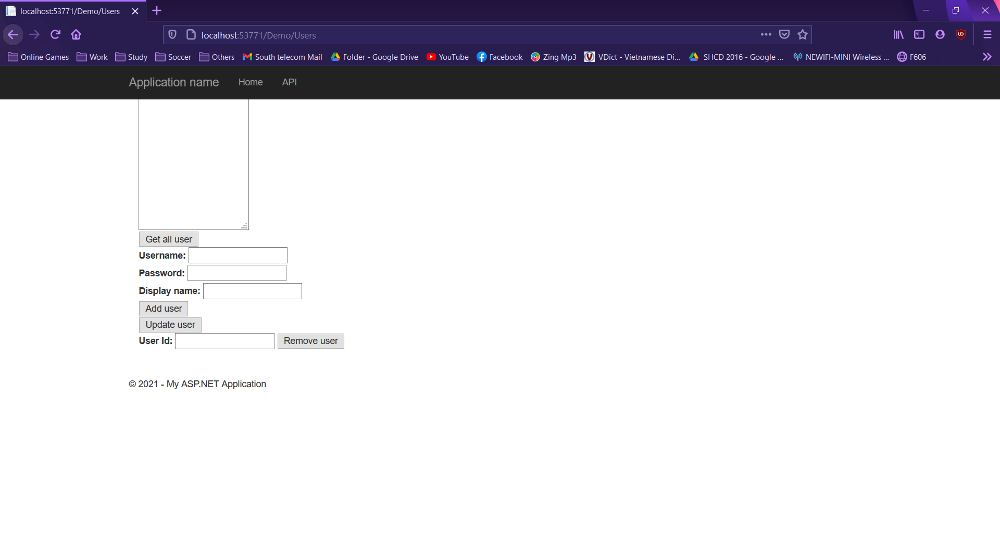 localhost:53771/Demo/Users
localhost:53771/Demo/Users
Online Games Work Study Soccer Others South telecom Mail Folder - Google Drive YouTube Facebook Zing Mp3 VDict - Vietnamese Di... SHCD 2016 - Google ... NEWIFI-MINI Wireless ... F606
Application name Home API
Get all user
Username:
Password:
Display name:
Add user
Update user
User Id: Remove user
© 2021 - My ASP.NET Application